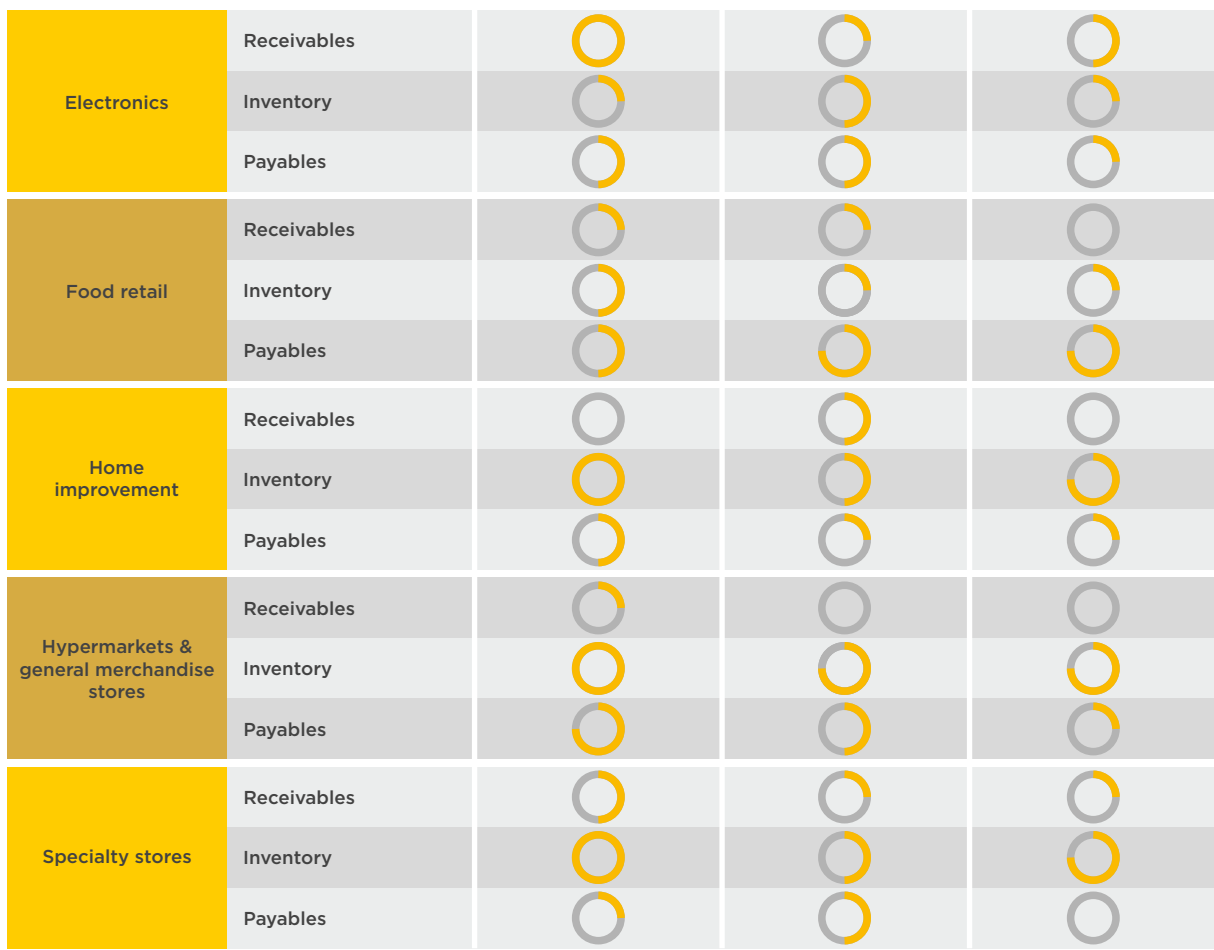 Electronics
Receivables
Inventory
Payables
Food retail
Receivables
Inventory
Payables
Home
improvement
Receivables
Inventory
Payables
Hypermarkets &
general merchandise
stores
Receivables
Inventory
Payables
Specialty stores
Receivables
Inventory
Payables